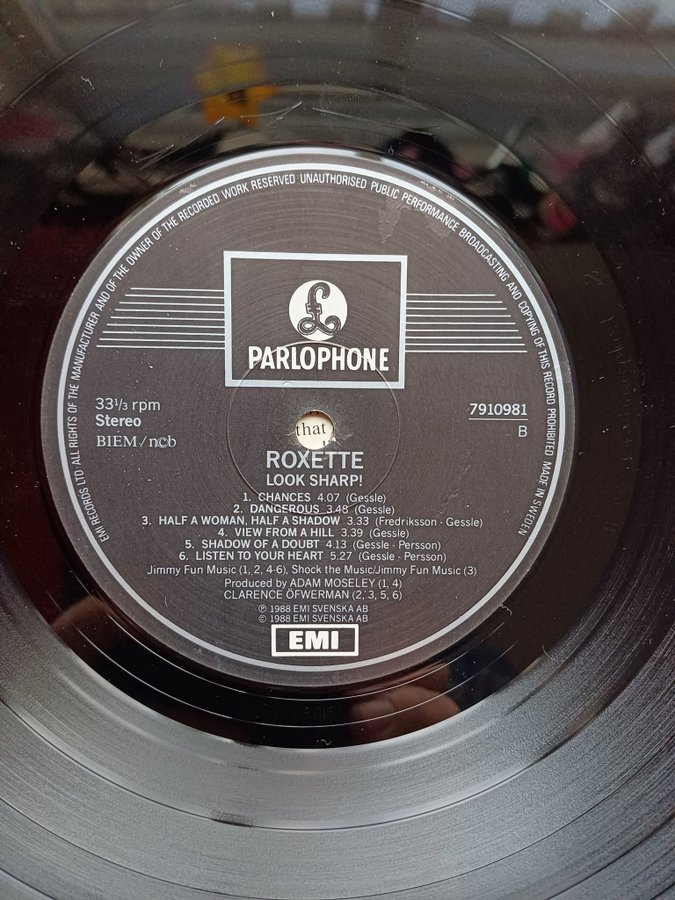 EMI RECORDS LTD · ALL RIGHTS OF THE MANUFACTURER AND OF THE OWNER OF THE RECORDED WORK RESERVED · UNAUTHORISED PUBLIC PERFORMANCE BROADCASTING AND COPYING OF THIS RECORD PROHIBITED · MADE IN SWEDEN
£
PARLOPHONE
33⅓ rpm
Stereo
BIEM/ncb
7910981
B
that
ROXETTE
LOOK SHARP!
1. CHANCES 4.07 (Gessle)
2. DANGEROUS 3.48 (Gessle)
3. HALF A WOMAN, HALF A SHADOW 3.33 (Fredriksson - Gessle)
4. VIEW FROM A HILL 3.39 (Gessle)
5. SHADOW OF A DOUBT 4.13 (Gessle - Persson)
6. LISTEN TO YOUR HEART 5.27 (Gessle - Persson)
Jimmy Fun Music (1, 2, 4-6), Shock the Music/Jimmy Fun Music (3)
Produced by ADAM MOSELEY (1, 4)
CLARENCE ÖFWERMAN (2, 3, 5, 6)
℗ 1988 EMI SVENSKA AB
© 1988 EMI SVENSKA AB
EMI